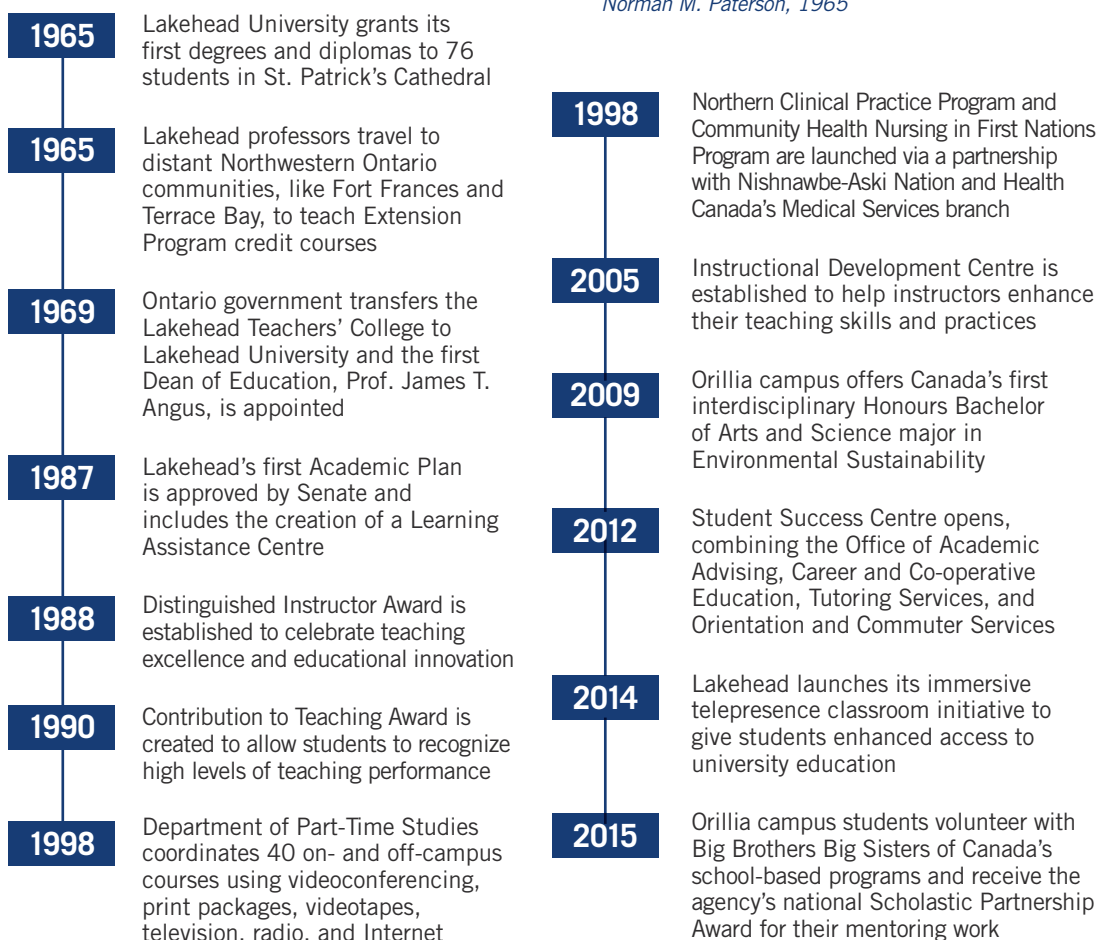 1965
Lakehead University grants its
first degrees and diplomas to 76
students in St. Patrick's Cathedral
1965
Lakehead professors travel to
distant Northwestern Ontario
communities, like Fort Frances and
Terrace Bay, to teach Extension
Program credit courses
1969
Ontario government transfers the
Lakehead Teachers' College to
Lakehead University and the first
Dean of Education, Prof. James T.
Angus, is appointed
1987
Lakehead's first Academic Plan
is approved by Senate and
includes the creation of a Learning
Assistance Centre
1988
Distinguished Instructor Award is
established to celebrate teaching
excellence and educational innovation
1990
Contribution to Teaching Award is
created to allow students to recognize
high levels of teaching performance
1998
Department of Part-Time Studies
coordinates 40 on- and off-campus
courses using videoconferencing,
print packages, videotapes,
television, radio, and Internet
Norman M. Paterson, 1965
1998
Northern Clinical Practice Program and
Community Health Nursing in First Nations
Program are launched via a partnership
with Nishnawbe-Aski Nation and Health
Canada's Medical Services branch
2005
Instructional Development Centre is
established to help instructors enhance
their teaching skills and practices
2009
Orillia campus offers Canada's first
interdisciplinary Honours Bachelor
of Arts and Science major in
Environmental Sustainability
2012
Student Success Centre opens,
combining the Office of Academic
Advising, Career and Co-operative
Education, Tutoring Services, and
Orientation and Commuter Services
2014
Lakehead launches its immersive
telepresence classroom initiative to
give students enhanced access to
university education
2015
Orillia campus students volunteer with
Big Brothers Big Sisters of Canada's
school-based programs and receive the
agency's national Scholastic Partnership
Award for their mentoring work